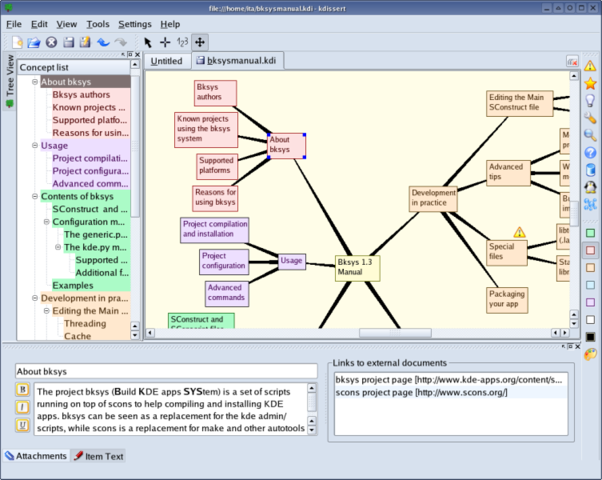 file:///home/ita/bksysmanual.kdi - kdissert
File Edit View Tools Settings Help
Tree View
Concept list
About bksys
Bksys authors
Known projects ...
Supported platfo...
Reasons for usin...
Usage
Project compilati...
Project configura...
Advanced comm...
Contents of bksys
SConstruct and ...
Configuration m...
The generic.p...
The kde.py m...
Supported ...
Additional f...
Examples
Development in pra...
Editing the Main ...
Threading
Cache
Untitled
bksysmanual.kdi
Bksys
authors
Known projects
using the bksys
system
Supported
platforms
Reasons for
using bksys
About
bksys
Project compilation
and installation
Project
configuration
Advanced
commands
Usage
SConstruct and
Bksys 1.3
Manual
Development
in practice
Editing the Main
SConstruct file
Advanced
tips
Special
files
Packaging
your app
About bksys
B
I
U
The project bksys (Build KDE apps SYStem) is a set of scripts
running on top of scons to help compiling and installing KDE
apps. bksys can be seen as a replacement for the kde admin/
scripts, while scons is a replacement for make and other autotools
Links to external documents
bksys project page [http://www.kde-apps.org/content/s...
scons project page [http://www.scons.org/]
Attachments
Item Text